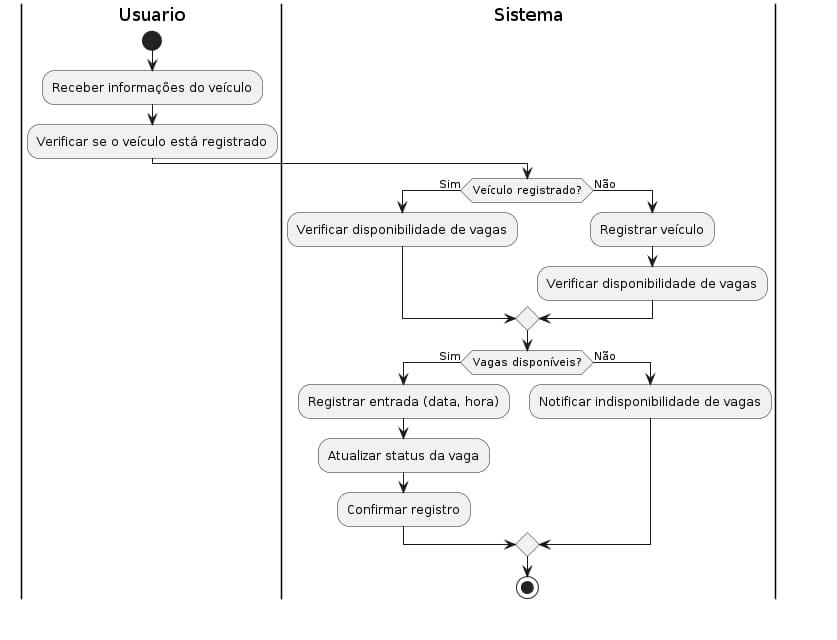 Usuario
Sistema
Receber informações do veículo
Verificar se o veículo está registrado
Sim
Veículo registrado?
Não
Verificar disponibilidade de vagas
Registrar veículo
Verificar disponibilidade de vagas
Sim
Vagas disponíveis?
Não
Registrar entrada (data, hora)
Notificar indisponibilidade de vagas
Atualizar status da vaga
Confirmar registro